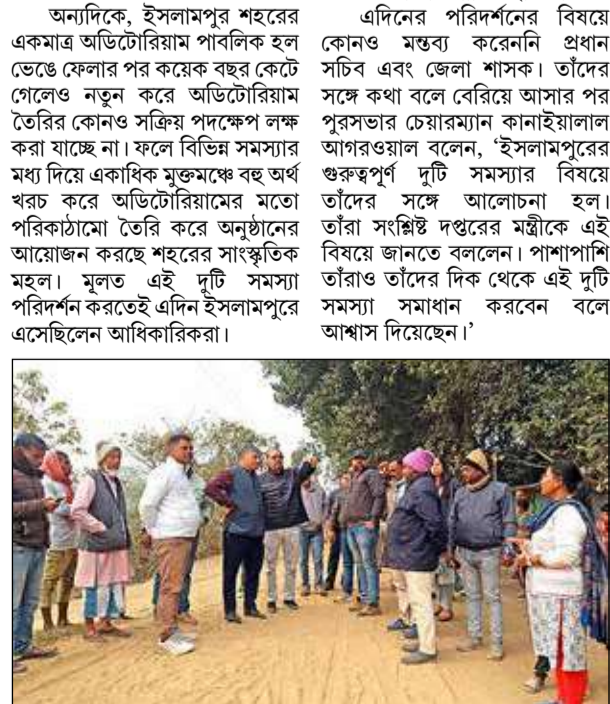 অন্যদিকে, ইসলামপুর শহরের
একমাত্র অডিটোরিয়াম পাবলিক হল
ভেঙে ফেলার পর কয়েক বছর কেটে
গেলেও নতুন করে অডিটোরিয়াম
তৈরির কোনও সক্রিয় পদক্ষেপ লক্ষ
করা যাচ্ছে না। ফলে বিভিন্ন সমস্যার
মধ্য দিয়ে একাধিক মুক্তমঞ্চে বহু অর্থ
খরচ করে অডিটোরিয়ামের মতো
পরিকাঠামো তৈরি করে অনুষ্ঠানের
আয়োজন করছে শহরের সাংস্কৃতিক
মহল। মূলত এই দুটি সমস্যা
পরিদর্শন করতেই এদিন ইসলামপুরে
এসেছিলেন আধিকারিকরা।
এদিনের পরিদর্শনের বিষয়ে
কোনও মন্তব্য করেননি প্রধান
সচিব এবং জেলা শাসক। তাঁদের
সঙ্গে কথা বলে বেরিয়ে আসার পর
পুরসভার চেয়ারম্যান কানাইয়ালাল
আগরওয়াল বলেন, ‘ইসলামপুরের
গুরুত্বপূর্ণ দুটি সমস্যার বিষয়ে
তাঁদের সঙ্গে আলোচনা হল।
তাঁরা সংশ্লিষ্ট দপ্তরের মন্ত্রীকে এই
বিষয়ে জানতে বললেন। পাশাপাশি
তাঁরাও তাঁদের দিক থেকে এই দুটি
সমস্যা সমাধান করবেন বলে
আশ্বাস দিয়েছেন।’